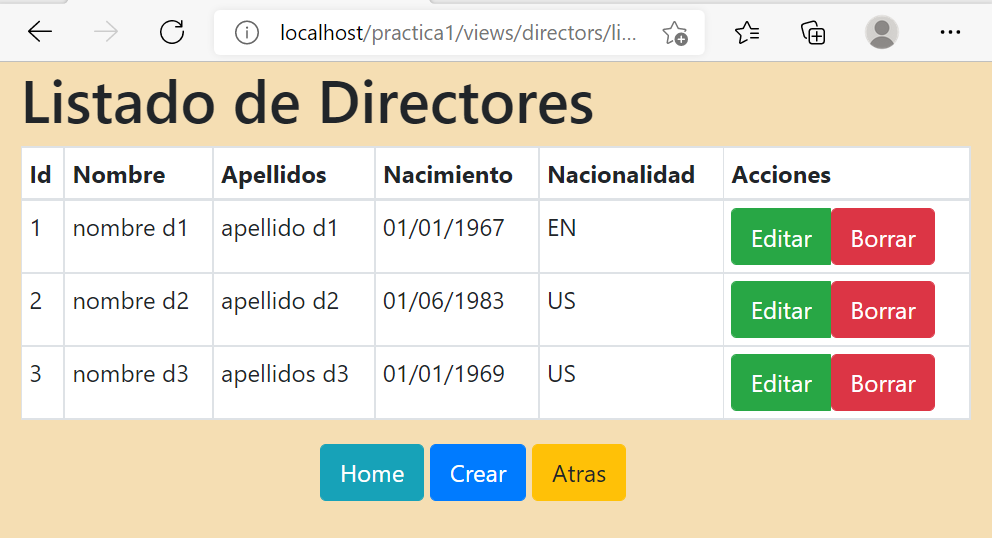 localhost/practica1/views/directors/li...
Listado de Directores
Id Nombre Apellidos Nacimiento Nacionalidad Acciones
1 nombre d1 apellido d1 01/01/1967 EN Editar Borrar
2 nombre d2 apellido d2 01/06/1983 US Editar Borrar
3 nombre d3 apellidos d3 01/01/1969 US Editar Borrar
Home Crear Atras